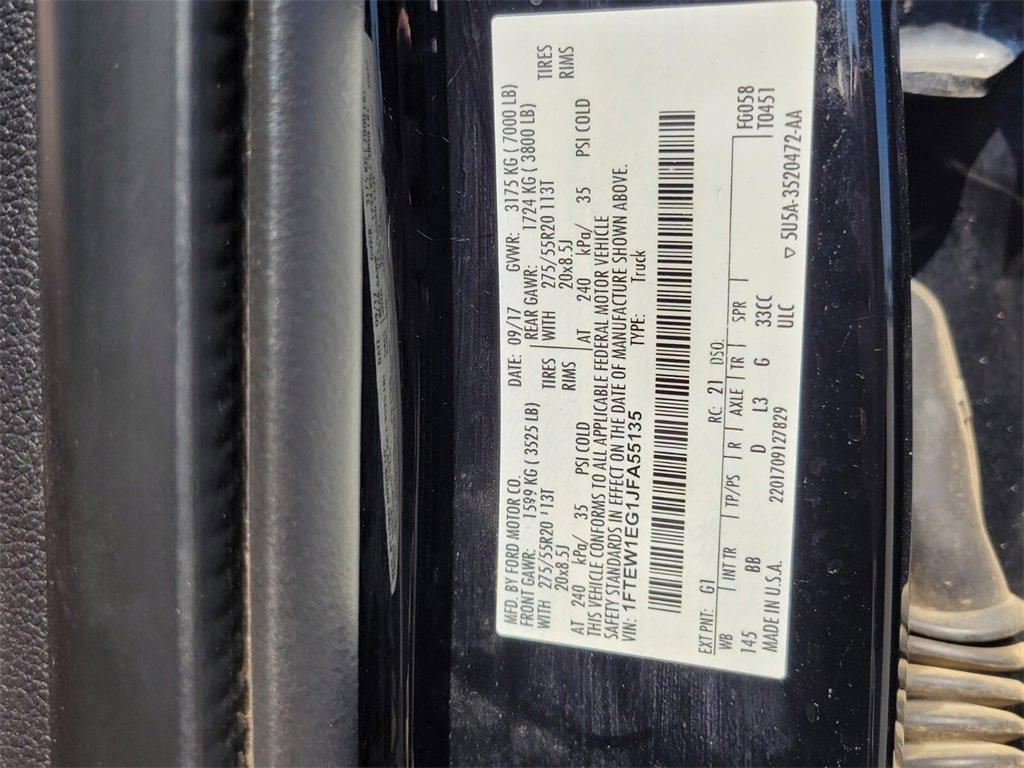 MFD. BY FORD MOTOR CO. DATE: 09/17 GVWR: 3175 KG ( 7000 LB)
FRONT GAWR: 1599 KG ( 3525 LB) REAR GAWR: 1724 KG ( 3800 LB)
WITH 275/55R20 113T TIRES WITH 275/55R20 113T TIRES
20x8.5J RIMS 20x8.5J RIMS
AT 240 kPa/ 35 PSI COLD AT 240 kPa/ 35 PSI COLD
THIS VEHICLE CONFORMS TO ALL APPLICABLE FEDERAL MOTOR VEHICLE
SAFETY STANDARDS IN EFFECT ON THE DATE OF MANUFACTURE SHOWN ABOVE.
VIN: 1FTEW1EG1JFA55135 TYPE: Truck
EXT PNT: G1 RC: 21 DSO:
WB INT TR TP/PS R AXLE TR SPR FG058
145 BB D L3 G 33CC T0451
ULC
MADE IN U.S.A. 2201709127829 ▽ 5U5A-3520472-AA